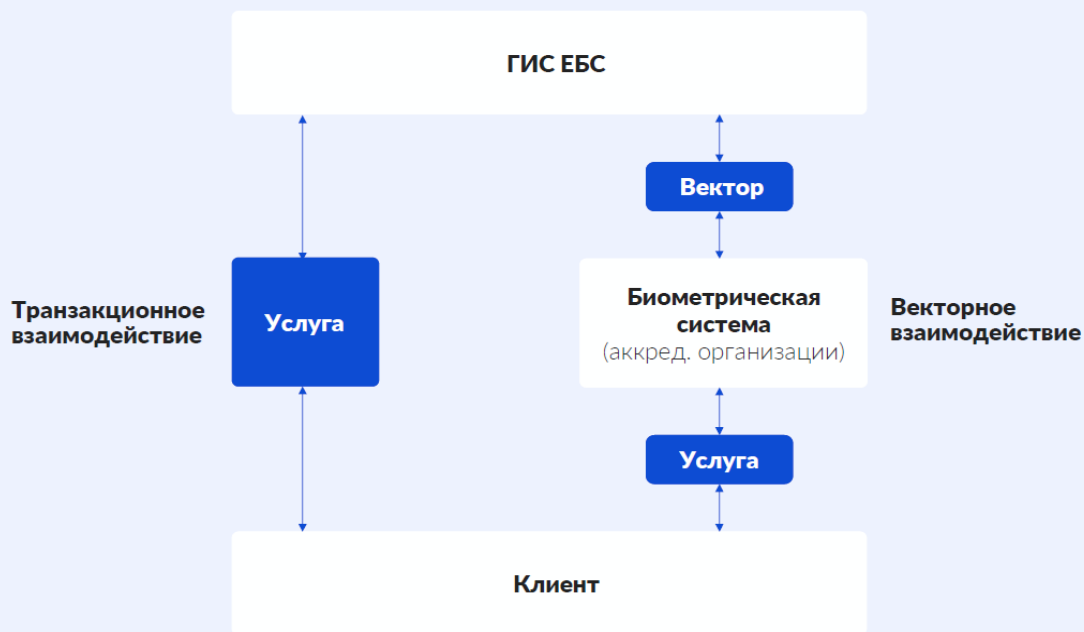 ГИС ЕБС
Вектор
Транзакционное
взаимодействие
Услуга
Биометрическая
система
(аккред. организации)
Векторное
взаимодействие
Услуга
Клиент